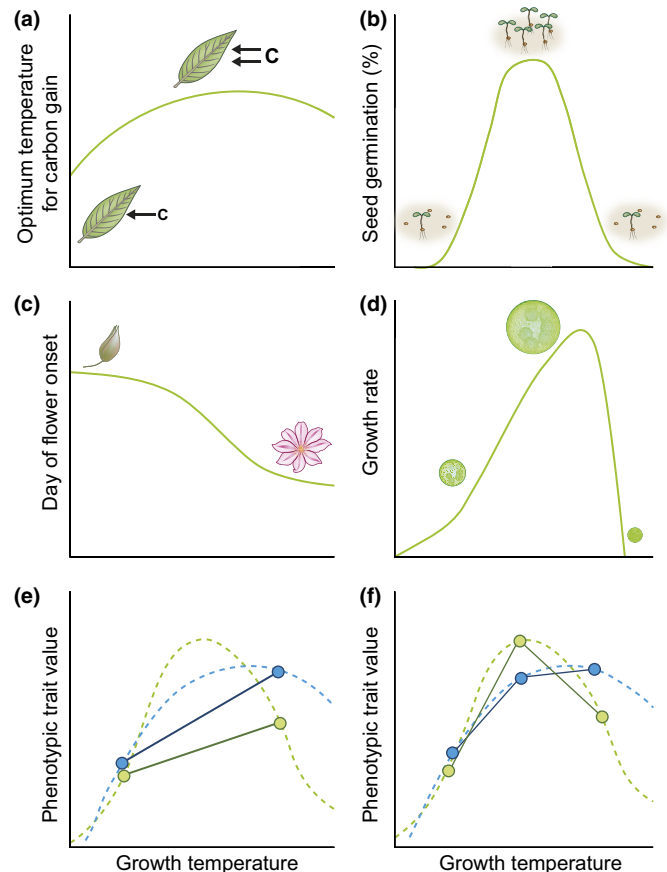 (a)
Optimum temperature
for carbon gain
C
C
(b)
Seed germination (%)
(c)
Day of flower onset
(d)
Growth rate
(e)
Phenotypic trait value
Growth temperature
(f)
Phenotypic trait value
Growth temperature